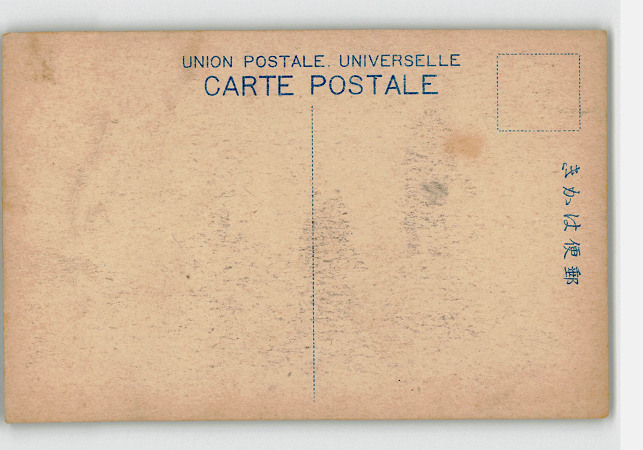 UNION POSTALE. UNIVERSELLE
CARTE POSTALE
郵便はかき